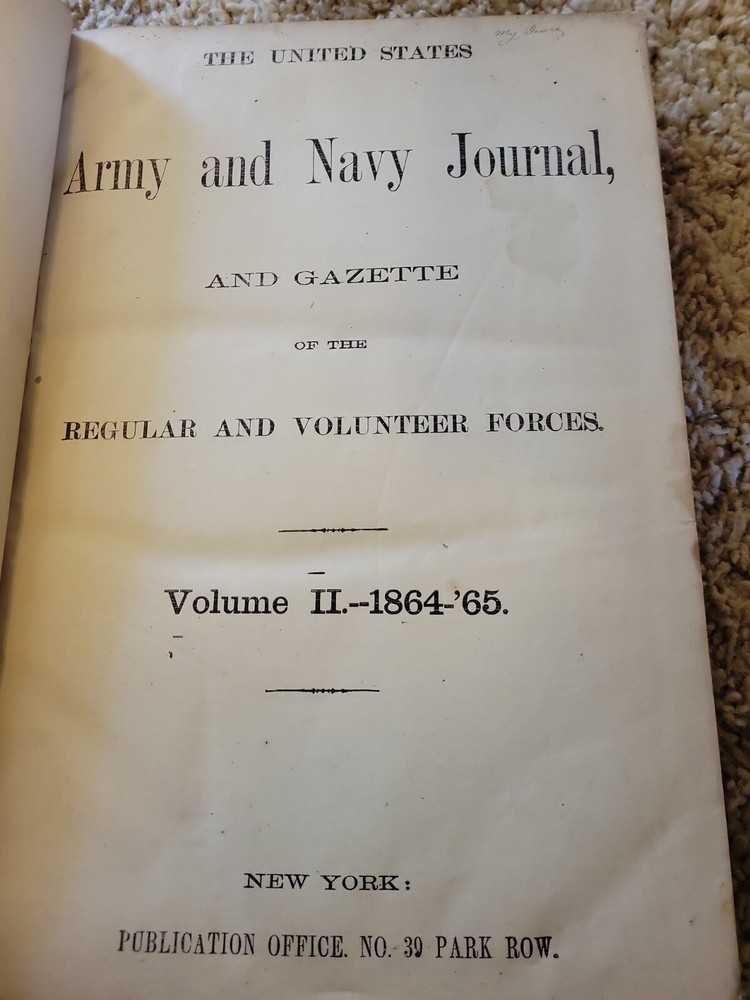 My
THE UNITED STATES
Army and Navy Journal,
AND GAZETTE
OF THE
REGULAR AND VOLUNTEER FORCES.
Volume II.--1864-'65.
NEW YORK:
PUBLICATION OFFICE. NO. 39 PARK ROW.